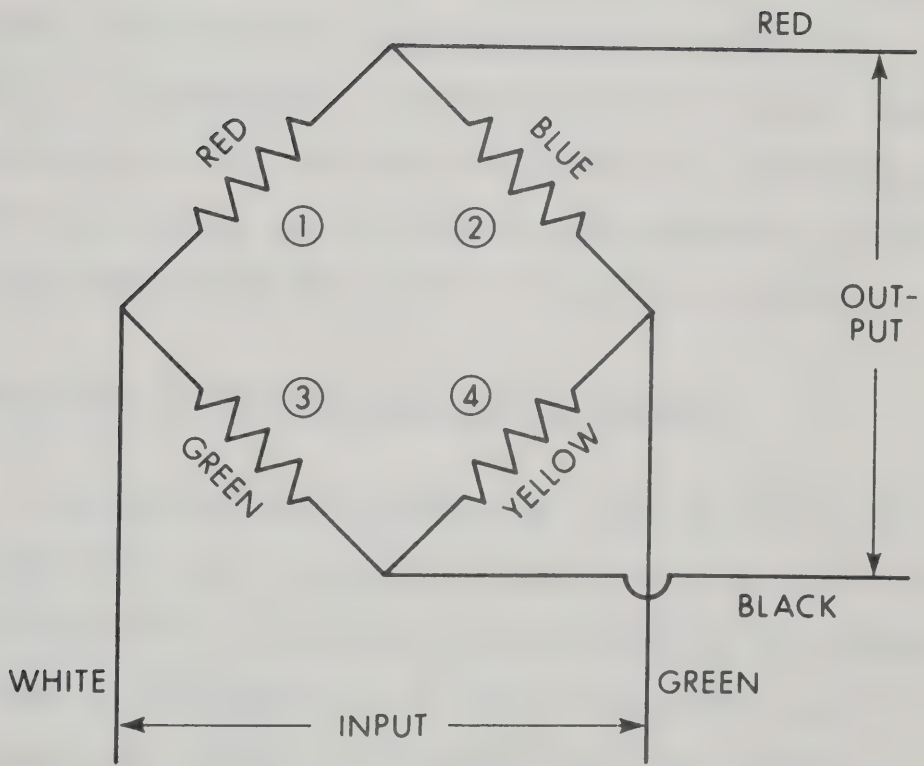 RED
RED
BLUE
①
②
OUT-
PUT
③
④
GREEN
YELLOW
BLACK
WHITE
GREEN
INPUT